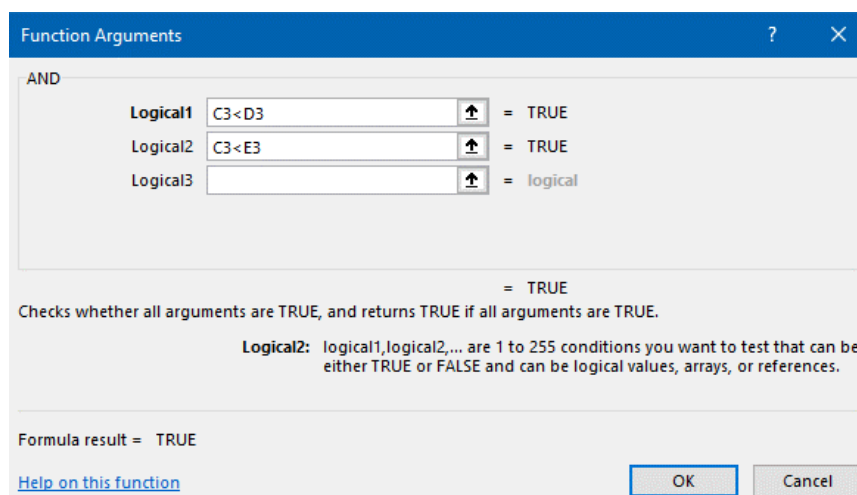 Function Arguments ?
AND
Logical1 C3<D3 = TRUE
Logical2 C3<E3 = TRUE
Logical3 = logical
= TRUE
Checks whether all arguments are TRUE, and returns TRUE if all arguments are TRUE.
Logical2: logical1,logical2,... are 1 to 255 conditions you want to test that can be
either TRUE or FALSE and can be logical values, arrays, or references.
Formula result = TRUE
Help on this function OK Cancel